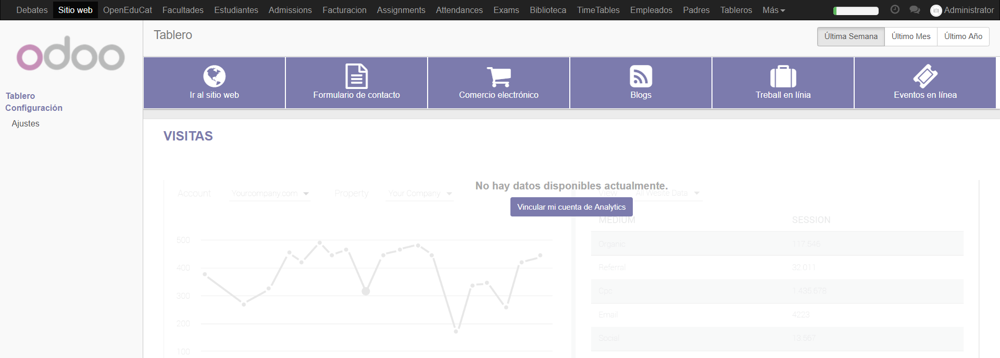 Debates Sitio web OpenEduCat Facultades Estudiantes Admissions Facturacion Assignments Attendances Exams Biblioteca TimeTables Empleados Padres Tableros Más Administrator
odoo
Tablero
Configuración
Ajustes
Tablero
Última Semana Último Mes Último Año
Ir al sitio web
Formulario de contacto
Comercio electrónico
Blogs
Treball en línia
Eventos en línea
VISITAS
No hay datos disponibles actualmente.
Vincular mi cuenta de Analytics
Account Yourcompany.com Property Your Company View All Wesite Data
500
400
300
200
100
MEDIUM SESSION
Organic 117.546
Referral 32.011
Cpc 1.435.678
Email 4223
Social 13.567